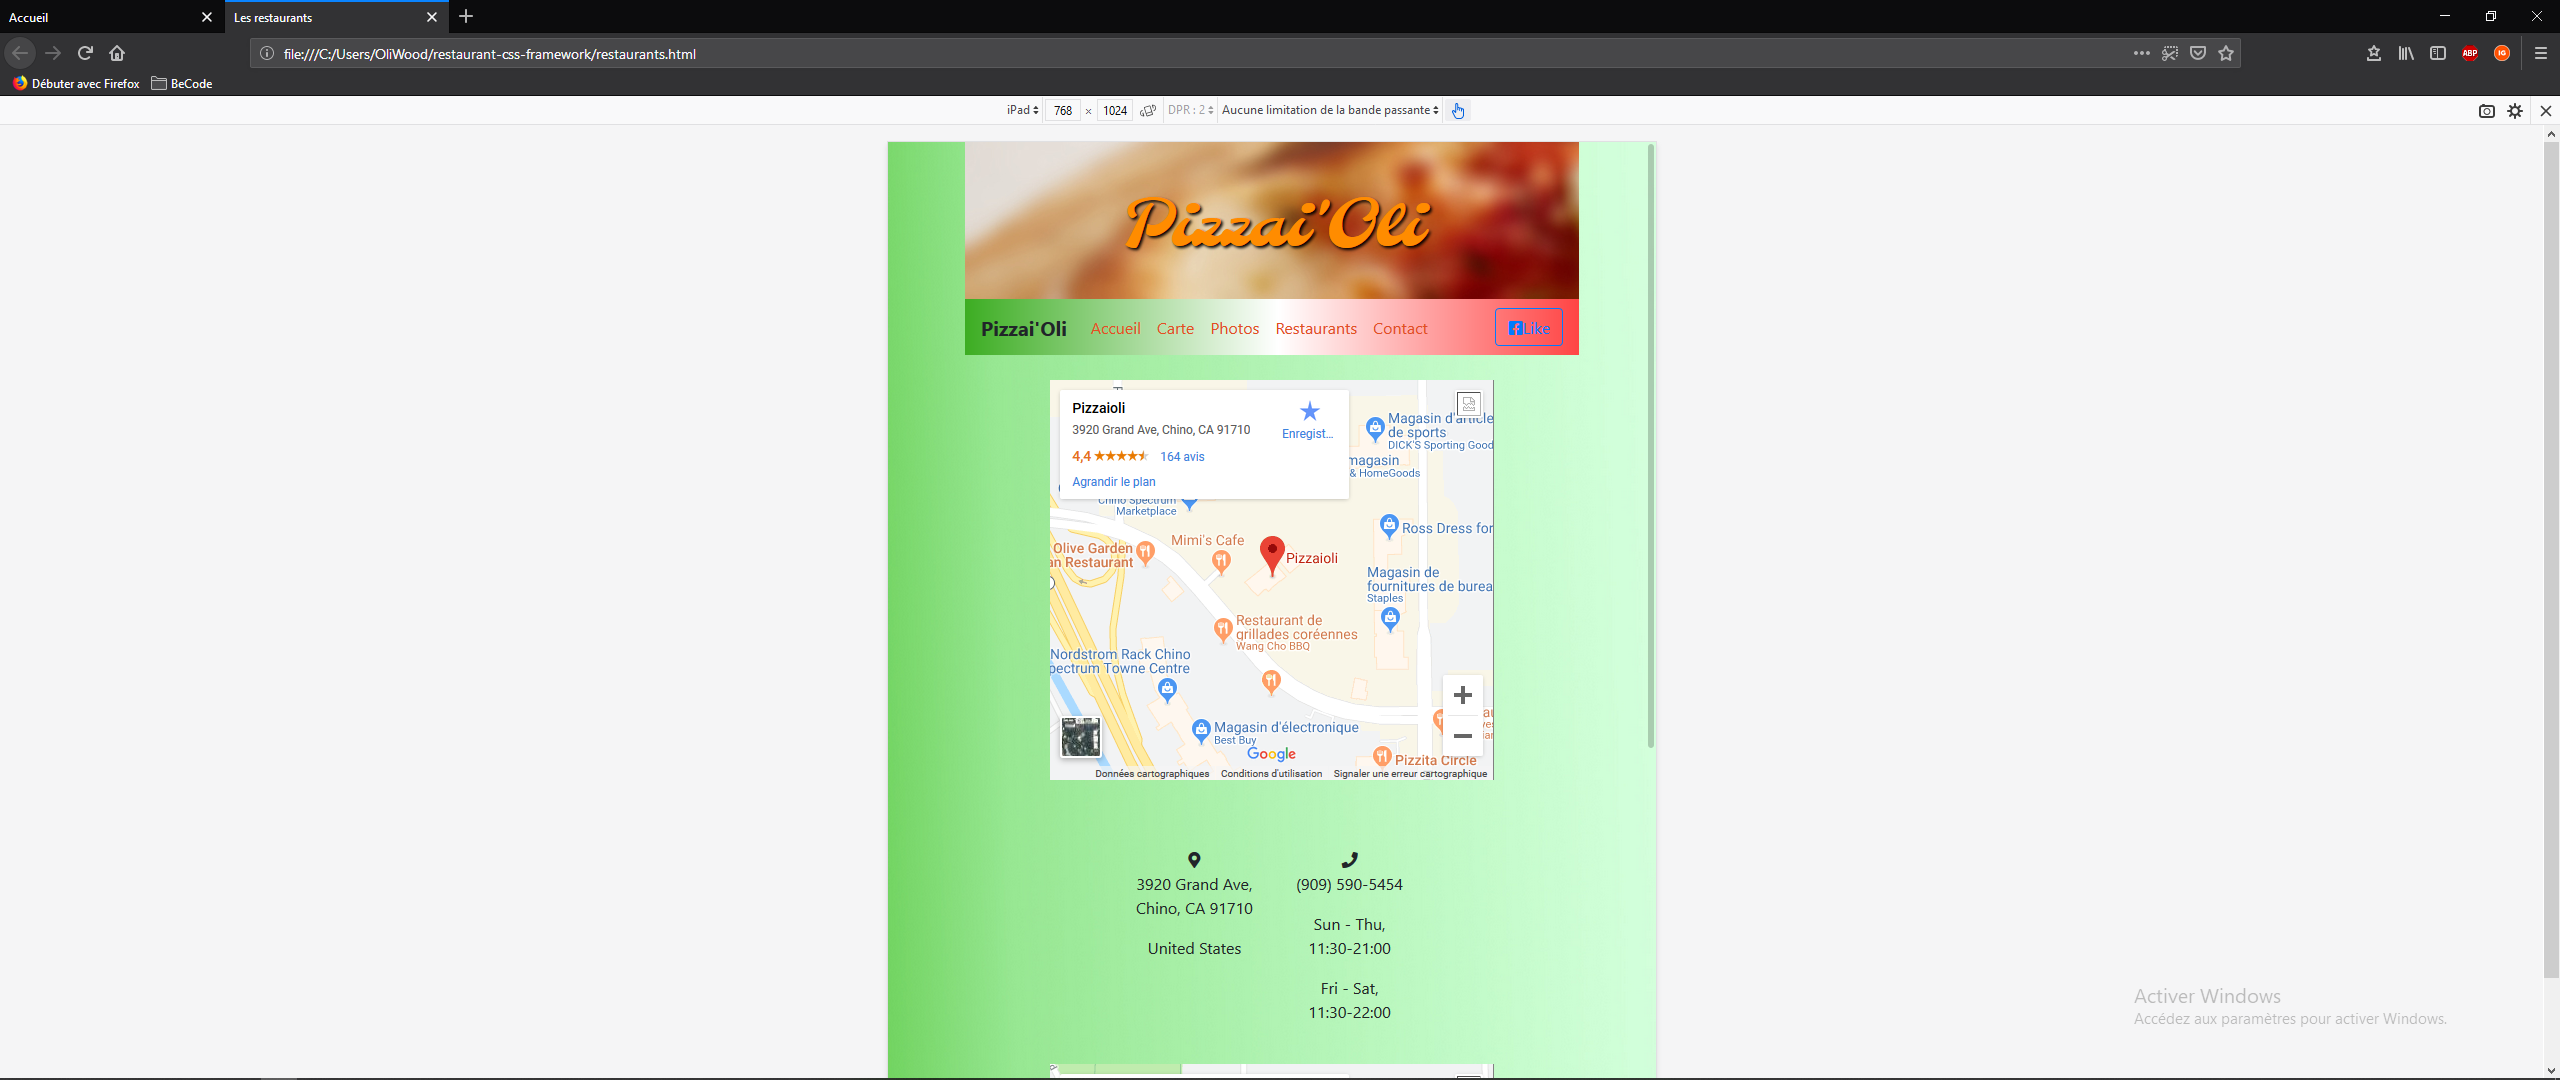 Accueil
Les restaurants
file:///C:/Users/OliWood/restaurant-css-framework/restaurants.html
ABP
IG
Débuter avec Firefox
BeCode
iPad
768 × 1024
DPR : 2
Aucune limitation de la bande passante
Pizzai'Oli
Pizzai'Oli
Accueil
Carte
Photos
Restaurants
Contact
Like
Pizzaioli
3920 Grand Ave, Chino, CA 91710
4,4
164 avis
Agrandir le plan
Enregist...
Magasin d'article
de sports
DICK'S Sporting Good
magasin
& HomeGoods
Chino Spectrum
Marketplace
Ross Dress for
Mimi's Cafe
Olive Garden
an Restaurant
Pizzaioli
Magasin de
fournitures de burea
Staples
Restaurant de
grillades coréennes
Wang Cho BBQ
Nordstrom Rack Chino
pectrum Towne Centre
Magasin d'électronique
Best Buy
Google
Pizzita Circle
Données cartographiques
Conditions d'utilisation
Signaler une erreur cartographique
3920 Grand Ave,
Chino, CA 91710
United States
(909) 590-5454
Sun - Thu,
11:30-21:00
Fri - Sat,
11:30-22:00
Activer Windows
Accédez aux paramètres pour activer Windows.